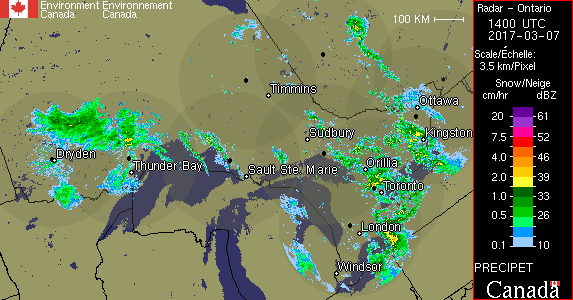 Environment Environnement
Canada Canada
100 KM
Timmins
Ottawa
Sudbury
Kingston
Dryden
Thunder Bay
Sault Ste. Marie
Orillia
Toronto
London
Windsor
Radar - Ontario
1400 UTC
2017-03-07
Scale/Échelle:
3.5 km/Pixel
Snow/Neige
cm/hr dBZ
20 61
10 57
7.5 52
4.0 46
2.0 39
1.0 33
0.5 26
0.1 10
PRECIPET
Canada